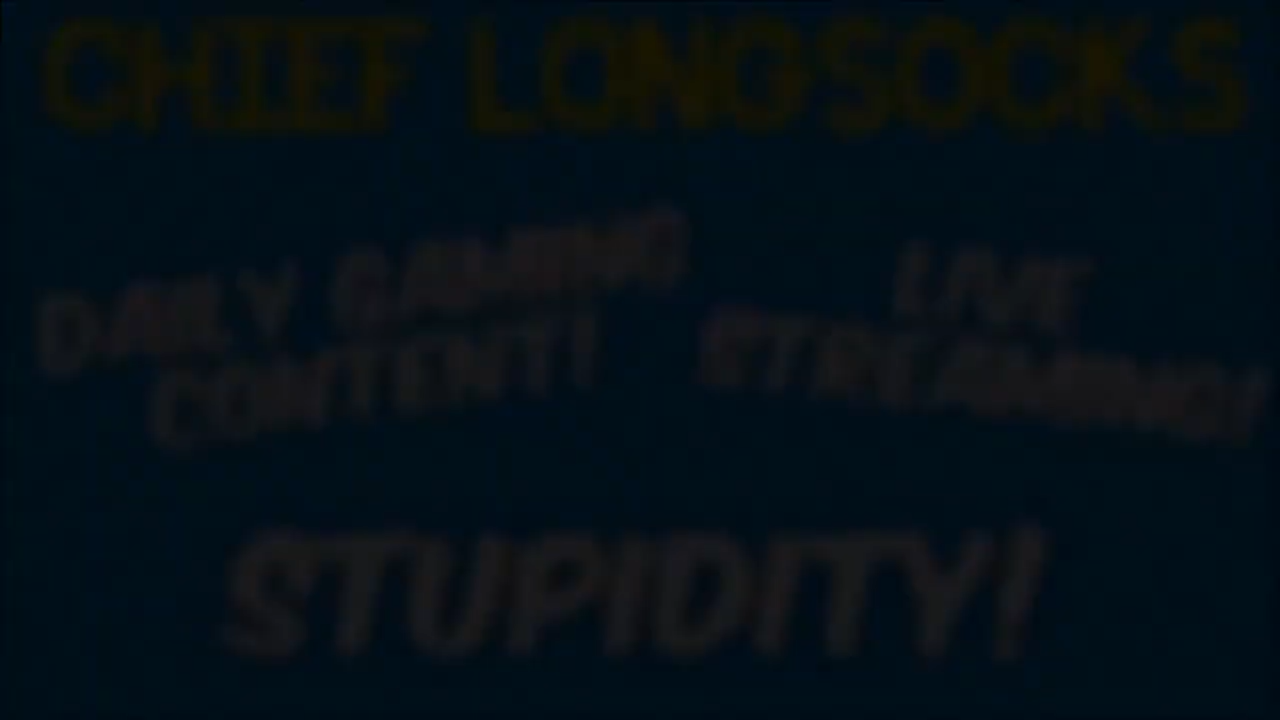 CHIEF LONGSOCKS
DAILY GAMING
CONTENT!
LIVE
STREAMING!
STUPIDITY!